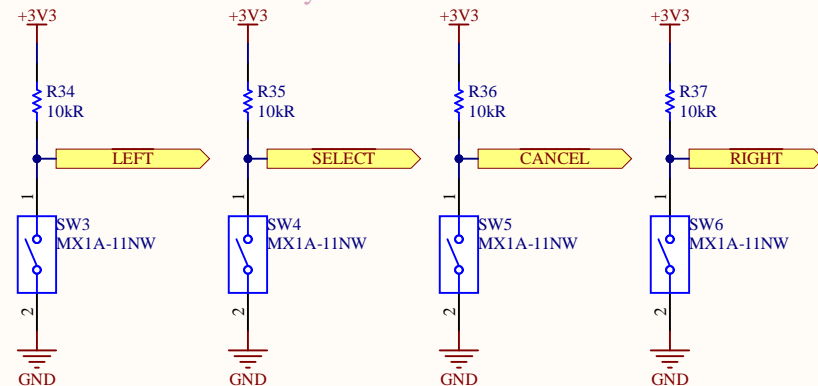 +3V3 +3V3 +3V3 +3V3
R34 R35 R36 R37
10kR 10kR 10kR 10kR
LEFT SELECT CANCEL RIGHT
1 1 1 1
SW3 SW4 SW5 SW6
MX1A-11NW MX1A-11NW MX1A-11NW MX1A-11NW
2 2 2 2
GND GND GND GND